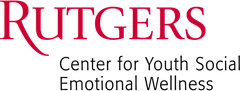 RUTGERS
Center for Youth Social
Emotional Wellness